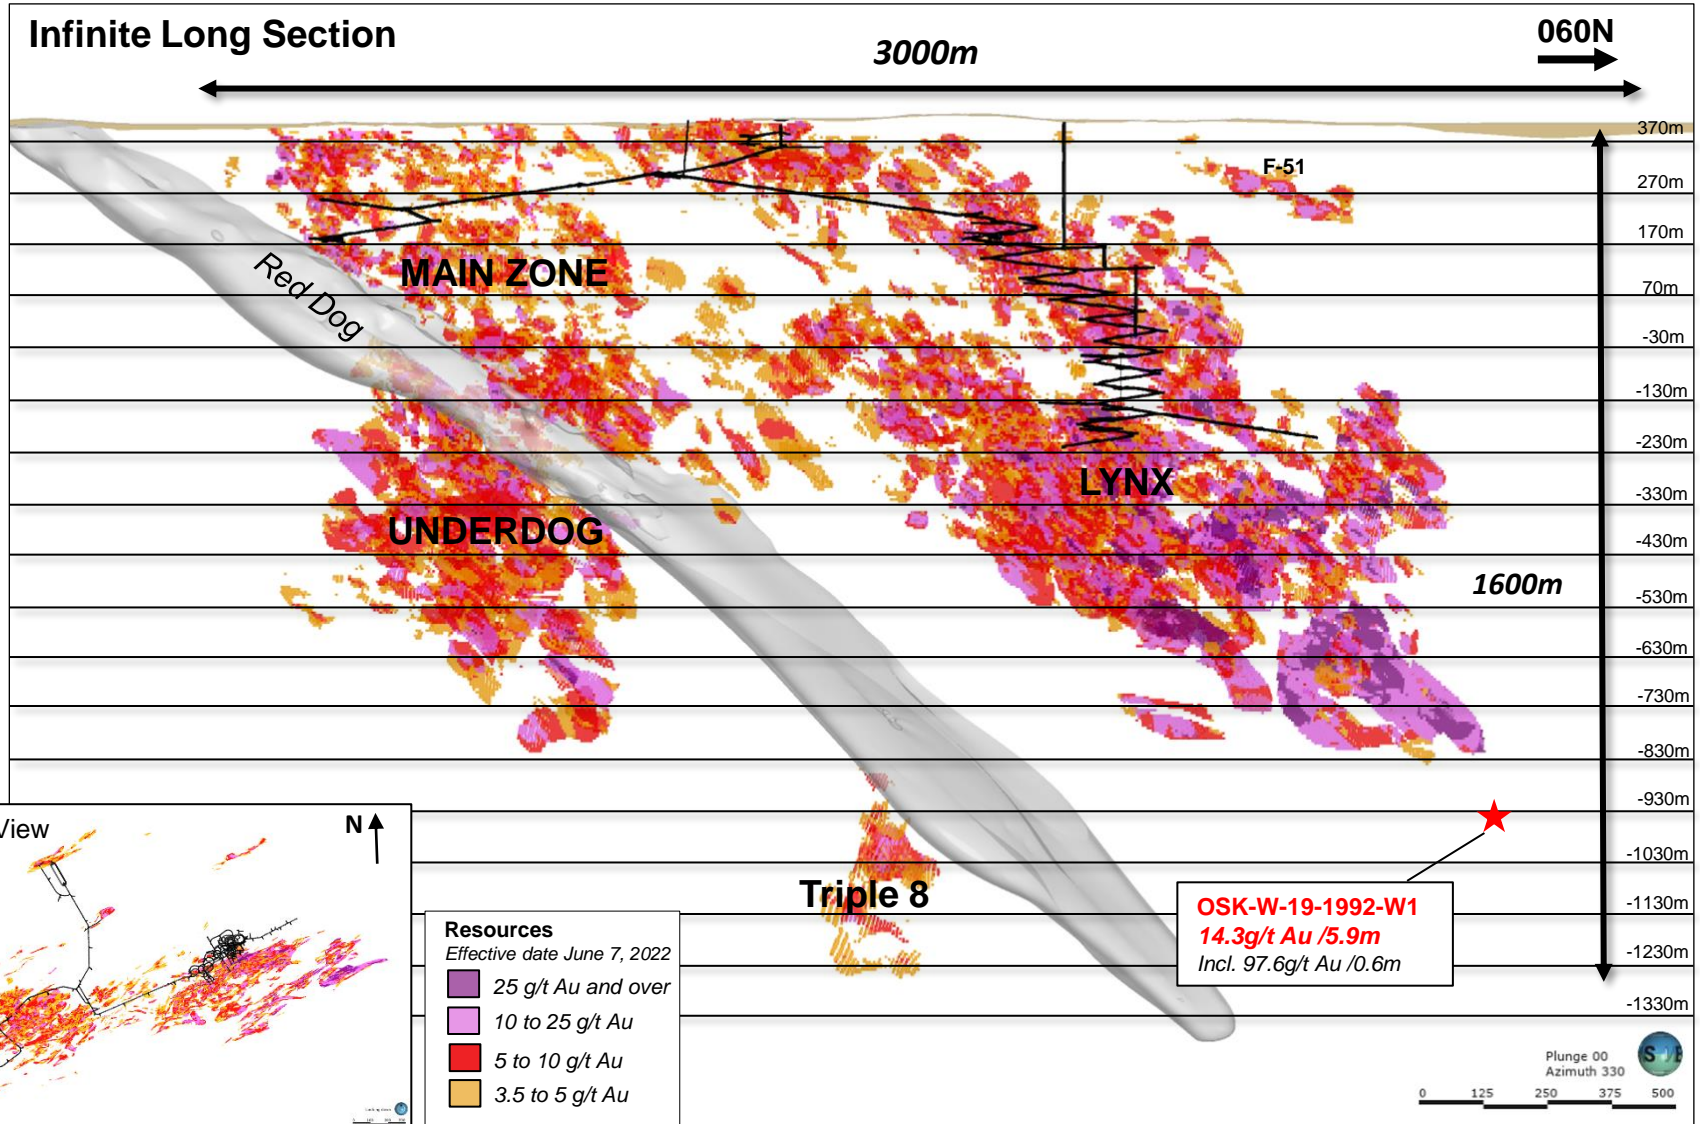 Infinite Long Section
3000m
060N
370m
F-51
270m
170m
MAIN ZONE
Red Dog
70m
-30m
-130m
-230m
LYNX
-330m
UNDERDOG
-430m
1600m
-530m
-630m
-730m
-830m
-930m
-1030m
Triple 8
-1130m
-1230m
-1330m
OSK-W-19-1992-W1
14.3g/t Au /5.9m
Incl. 97.6g/t Au /0.6m
View
N
Resources
Effective date June 7, 2022
25 g/t Au and over
10 to 25 g/t Au
5 to 10 g/t Au
3.5 to 5 g/t Au
Plunge 00
Azimuth 330
S
0 125 250 375 500